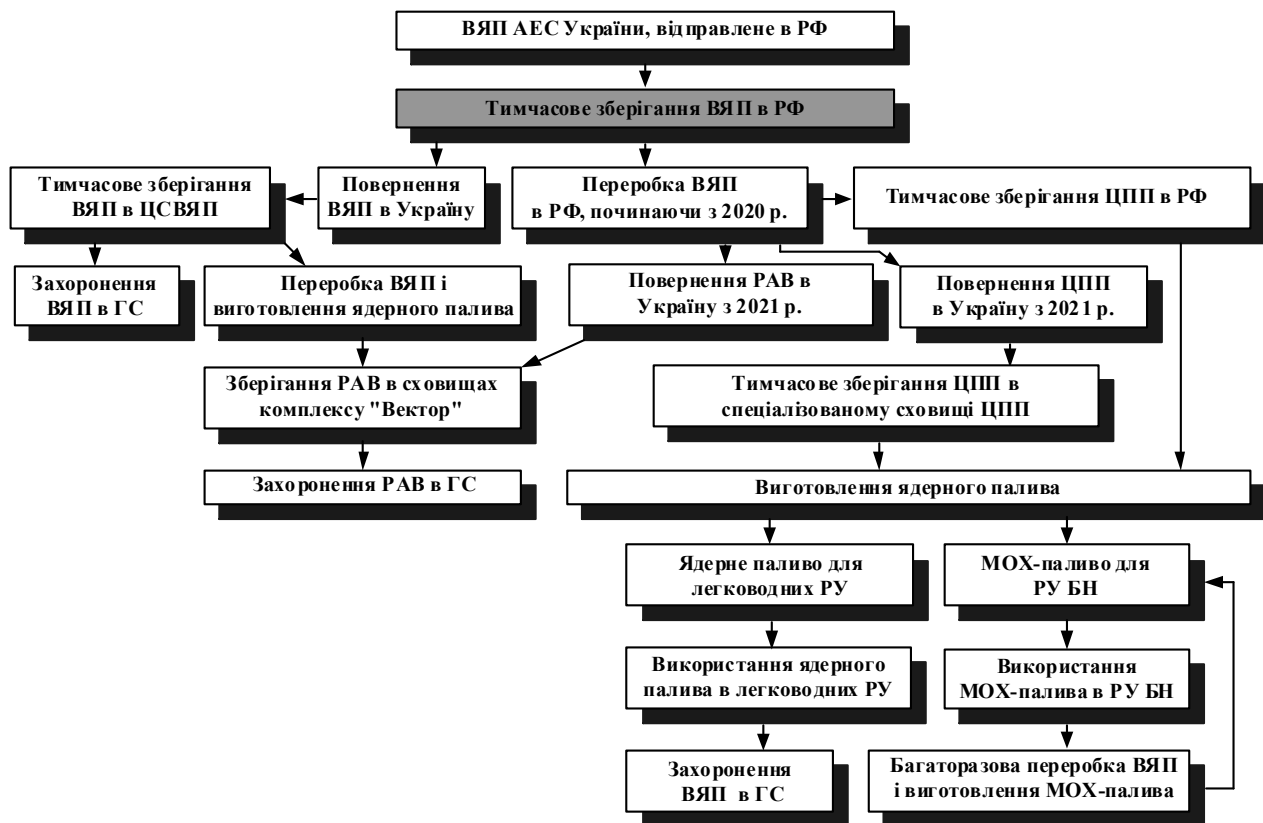 ВЯП АЕС України, відправлене в РФ
Тимчасове зберігання ВЯП в РФ
Тимчасове зберігання
ВЯП в ЦСВЯП
Повернення
ВЯП в Україну
Переробка ВЯП
в РФ, починаючи з 2020 р.
Тимчасове зберігання ЦПП в РФ
Захоронення
ВЯП в ГС
Переробка ВЯП і
виготовлення ядерного палива
Повернення РАВ в
Україну з 2021 р.
Повернення ЦПП
в Україну з 2021 р.
Зберігання РАВ в сховищах
комплексу "Вектор"
Тимчасове зберігання ЦПП в
спеціалізованому сховищі ЦПП
Захоронення РАВ в ГС
Виготовлення ядерного палива
Ядерне паливо для
легководних РУ
МОХ-паливо для
РУ БН
Використання ядерного
палива в легководних РУ
Використання
МОХ-палива в РУ БН
Захоронення
ВЯП в ГС
Багаторазова переробка ВЯП
і виготовлення МОХ-палива